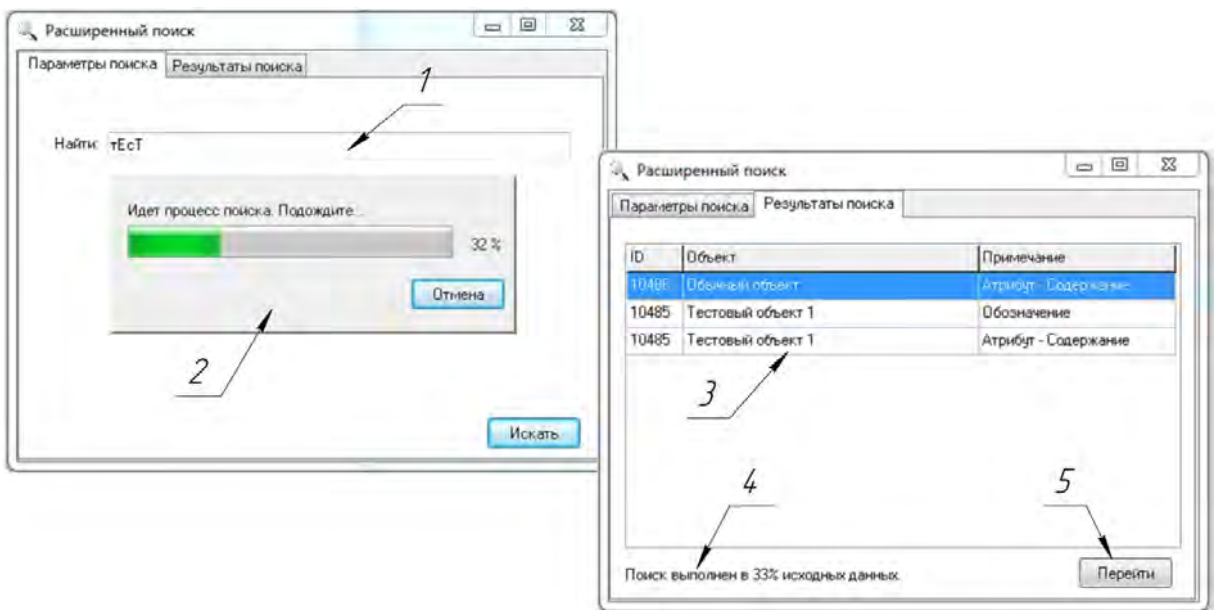 Расширенный поиск
Параметры поиска Результаты поиска
1
Найти: тЕсТ
Идет процесс поиска. Подождите...
32 %
Отмена
2
Искать
Расширенный поиск
Параметры поиска Результаты поиска
ID Объект Примечание
10486 Обычный объект Атрибут - Содержание
10485 Тестовый объект 1 Обозначение
10485 Тестовый объект 1 Атрибут - Содержание
3
4
5
Поиск выполнен в 33% исходных данных.
Перейти